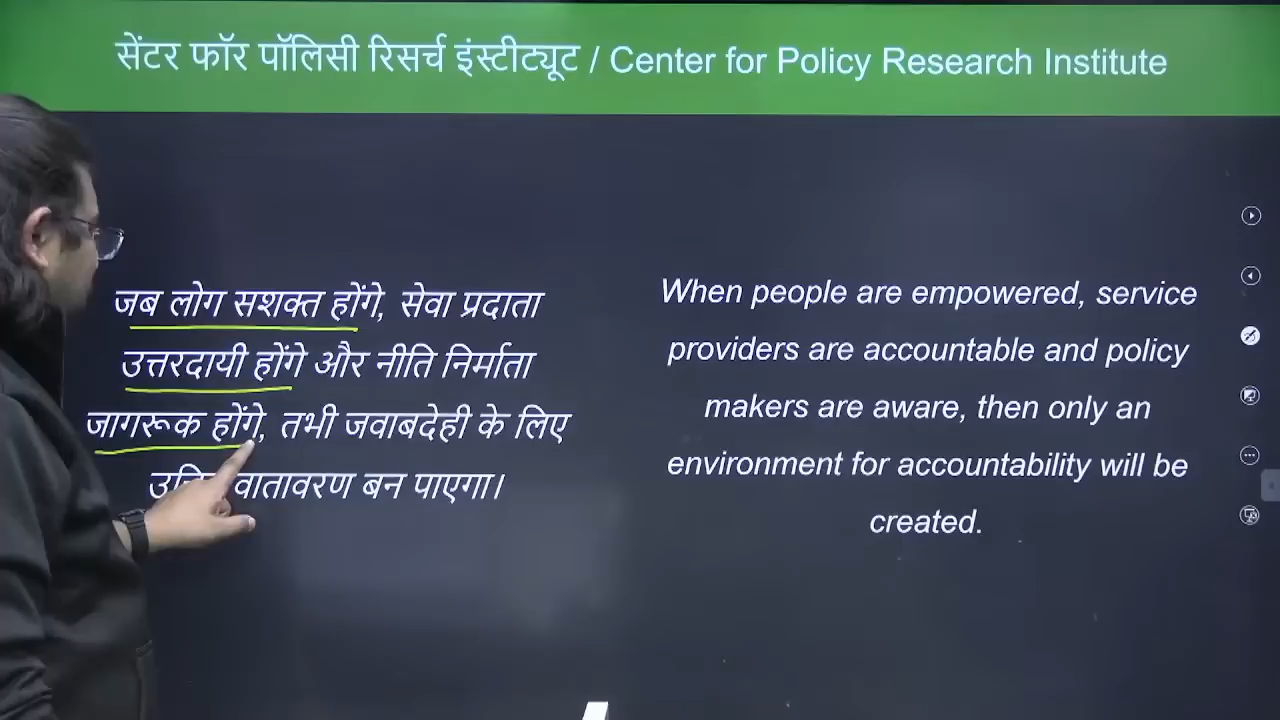 सेंटर फॉर पॉलिसी रिसर्च इंस्टीट्यूट / Center for Policy Research Institute
जब लोग सशक्त होंगे, सेवा प्रदाता
उत्तरदायी होंगे और नीति निर्माता
जागरूक होंगे, तभी जवाबदेही के लिए
वातावरण बन पाएगा।
When people are empowered, service
providers are accountable and policy
makers are aware, then only an
environment for accountability will be
created.